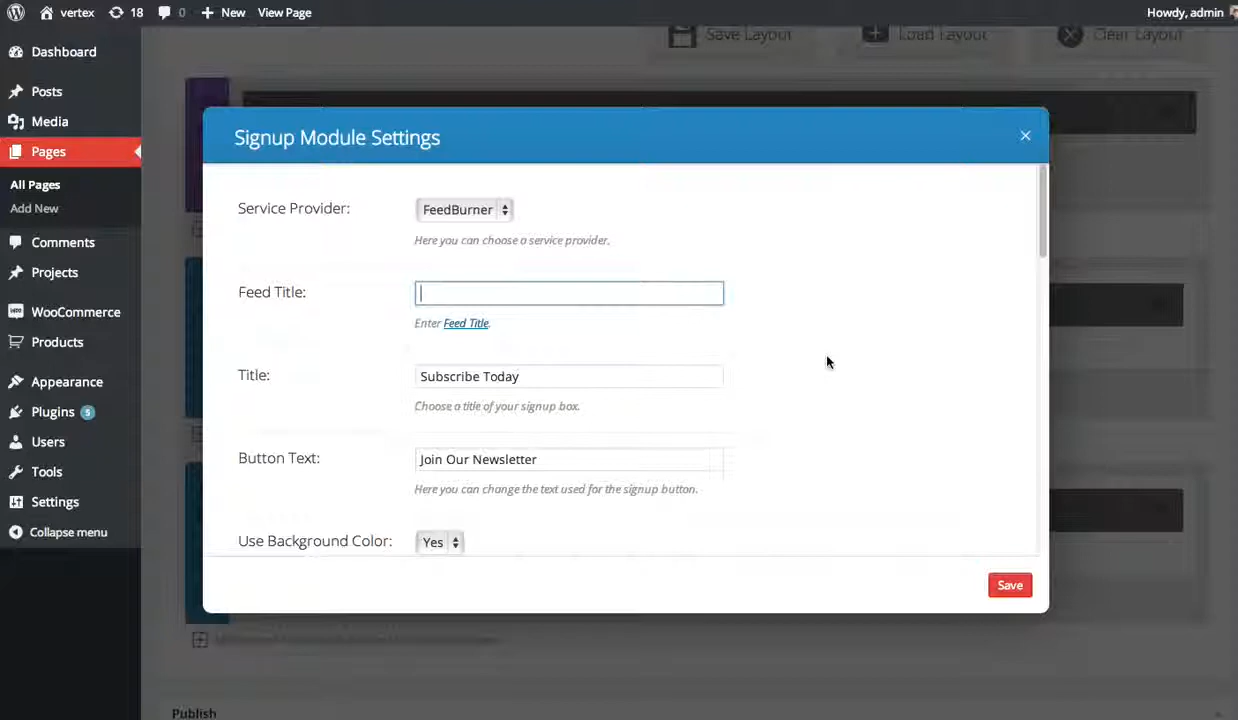 vertex 18 0 New View Page Howdy, admin
Dashboard
Posts
Media
Pages
All Pages
Add New
Comments
Projects
WooCommerce
Products
Appearance
Plugins 5
Users
Tools
Settings
Collapse menu
Save Layout Load Layout Clear Layout
Signup Module Settings
Service Provider: FeedBurner
Here you can choose a service provider.
Feed Title:
Enter Feed Title.
Title: Subscribe Today
Choose a title of your signup box.
Button Text: Join Our Newsletter
Here you can change the text used for the signup button.
Use Background Color: Yes
Save
Publish